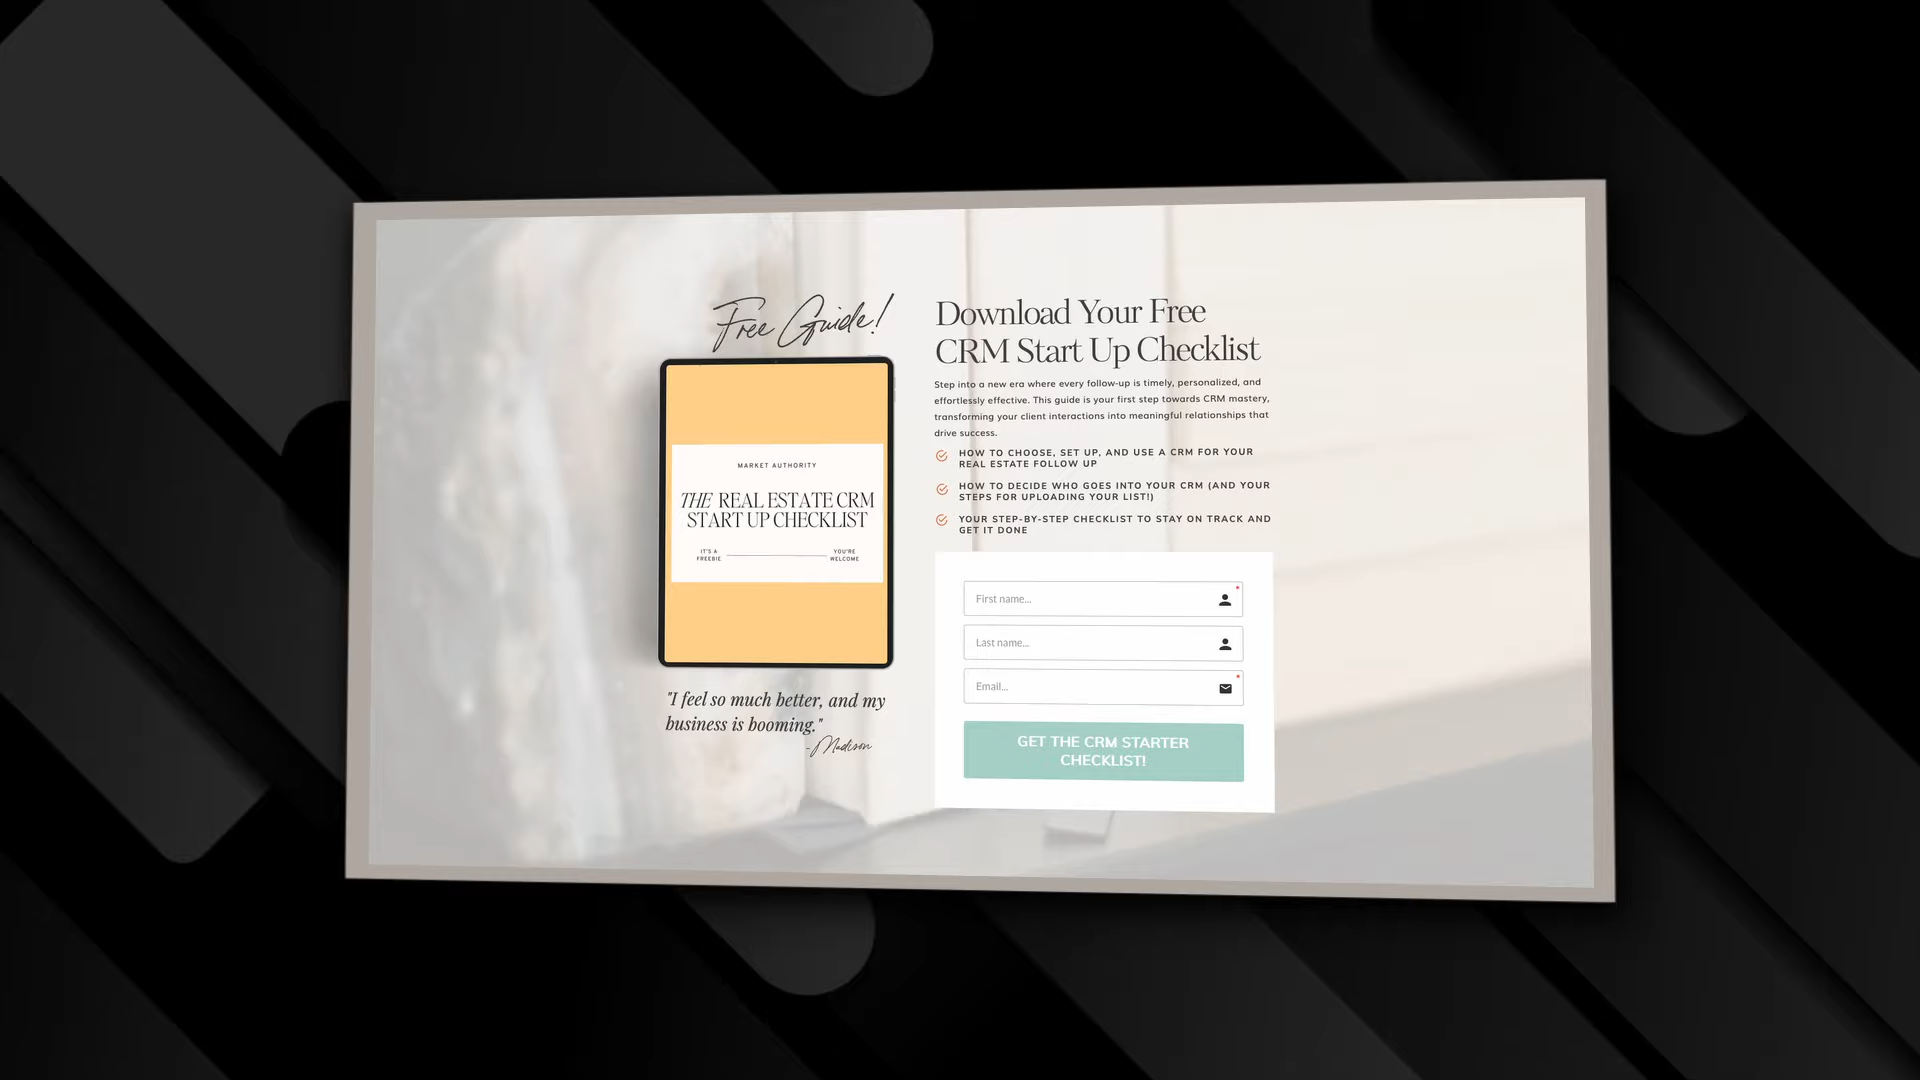 Free Guide!
MARKET AUTHORITY
THE REAL ESTATE CRM
START UP CHECKLIST
IT'S A
FREEBIE
YOU'RE
WELCOME
"I feel so much better, and my
business is booming."
-Madison
Download Your Free
CRM Start Up Checklist
Step into a new era where every follow-up is timely, personalized, and
effortlessly effective. This guide is your first step towards CRM mastery,
transforming your client interactions into meaningful relationships that
drive success.
HOW TO CHOOSE, SET UP, AND USE A CRM FOR YOUR
REAL ESTATE FOLLOW UP
HOW TO DECIDE WHO GOES INTO YOUR CRM (AND YOUR
STEPS FOR UPLOADING YOUR LIST!)
YOUR STEP-BY-STEP CHECKLIST TO STAY ON TRACK AND
GET IT DONE
First name...
*
Last name...
Email...
*
GET THE CRM STARTER
CHECKLIST!